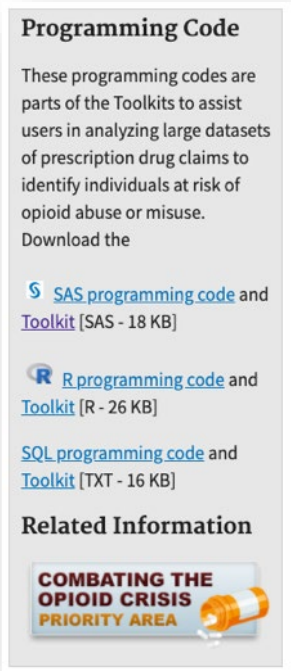 Programming Code
These programming codes are
parts of the Toolkits to assist
users in analyzing large datasets
of prescription drug claims to
identify individuals at risk of
opioid abuse or misuse.
Download the
S SAS programming code and
Toolkit [SAS - 18 KB]
R R programming code and
Toolkit [R - 26 KB]
SQL programming code and
Toolkit [TXT - 16 KB]
Related Information
COMBATING THE
OPIOID CRISIS
PRIORITY AREA